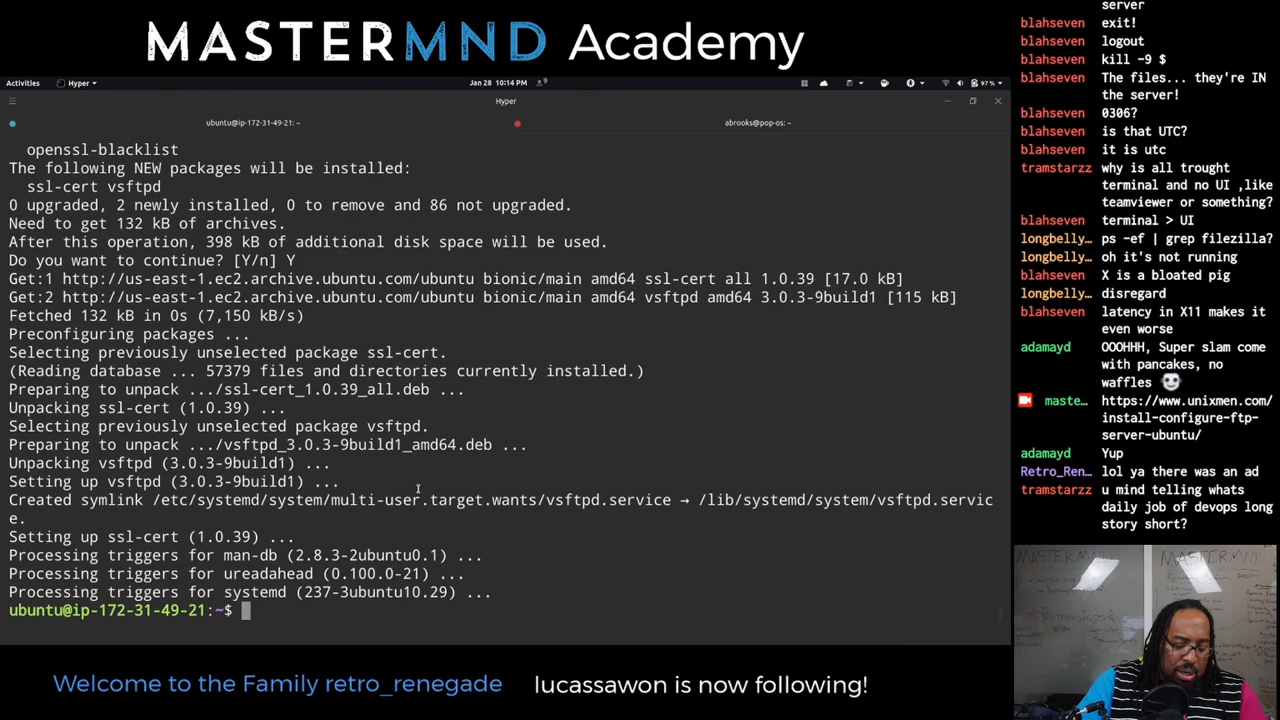 MASTERMND Academy
Activities
Hyper
Jan 28 10:14 PM
9
97 %
Hyper
ubuntu@ip-172-31-49-21: ~
abrooks@pop-os: ~
openssl-blacklist
The following NEW packages will be installed:
ssl-cert vsftpd
0 upgraded, 2 newly installed, 0 to remove and 86 not upgraded.
Need to get 132 kB of archives.
After this operation, 398 kB of additional disk space will be used.
Do you want to continue? [Y/n] Y
Get:1 http://us-east-1.ec2.archive.ubuntu.com/ubuntu bionic/main amd64 ssl-cert all 1.0.39 [17.0 kB]
Get:2 http://us-east-1.ec2.archive.ubuntu.com/ubuntu bionic/main amd64 vsftpd amd64 3.0.3-9build1 [115 kB]
Fetched 132 kB in 0s (7,150 kB/s)
Preconfiguring packages ...
Selecting previously unselected package ssl-cert.
(Reading database ... 57379 files and directories currently installed.)
Preparing to unpack .../ssl-cert_1.0.39_all.deb ...
Unpacking ssl-cert (1.0.39) ...
Selecting previously unselected package vsftpd.
Preparing to unpack .../vsftpd_3.0.3-9build1_amd64.deb ...
Unpacking vsftpd (3.0.3-9build1) ...
Setting up vsftpd (3.0.3-9build1) ...
Created symlink /etc/systemd/system/multi-user.target.wants/vsftpd.service → /lib/systemd/system/vsftpd.servic
e.
Setting up ssl-cert (1.0.39) ...
Processing triggers for man-db (2.8.3-2ubuntu0.1) ...
Processing triggers for ureadahead (0.100.0-21) ...
Processing triggers for systemd (237-3ubuntu10.29) ...
ubuntu@ip-172-31-49-21:~$
server
blahseven exit!
blahseven logout
blahseven kill -9 $
blahseven The files... they're IN
the server!
blahseven 0306?
blahseven is that UTC?
blahseven it is utc
tramstarzz why is all trought
terminal and no UI ,like
teamviewer or something?
blahseven terminal > UI
longbelly… ps -ef | grep filezilla?
longbelly… oh it's not running
blahseven X is a bloated pig
longbelly… disregard
blahseven latency in X11 makes it
even worse
adamayd OOOHHH, Super slam come
with pancakes, no
waffles
maste… https://www.unixmen.com/
install-configure-ftp-
server-ubuntu/
adamayd Yup
Retro_Ren… lol ya there was an ad
tramstarzz u mind telling whats
daily job of devops long
story short?
Welcome to the Family retro_renegade
lucassawon is now following!